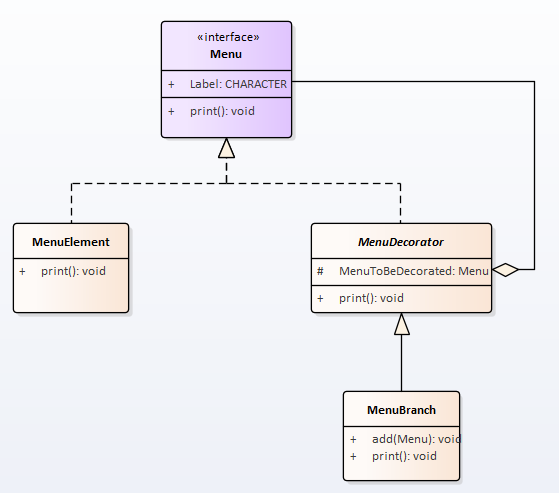 «interface»
Menu
+ Label: CHARACTER
+ print(): void
MenuElement
+ print(): void
MenuDecorator
# MenuToBeDecorated: Menu
+ print(): void
MenuBranch
+ add(Menu): void
+ print(): void